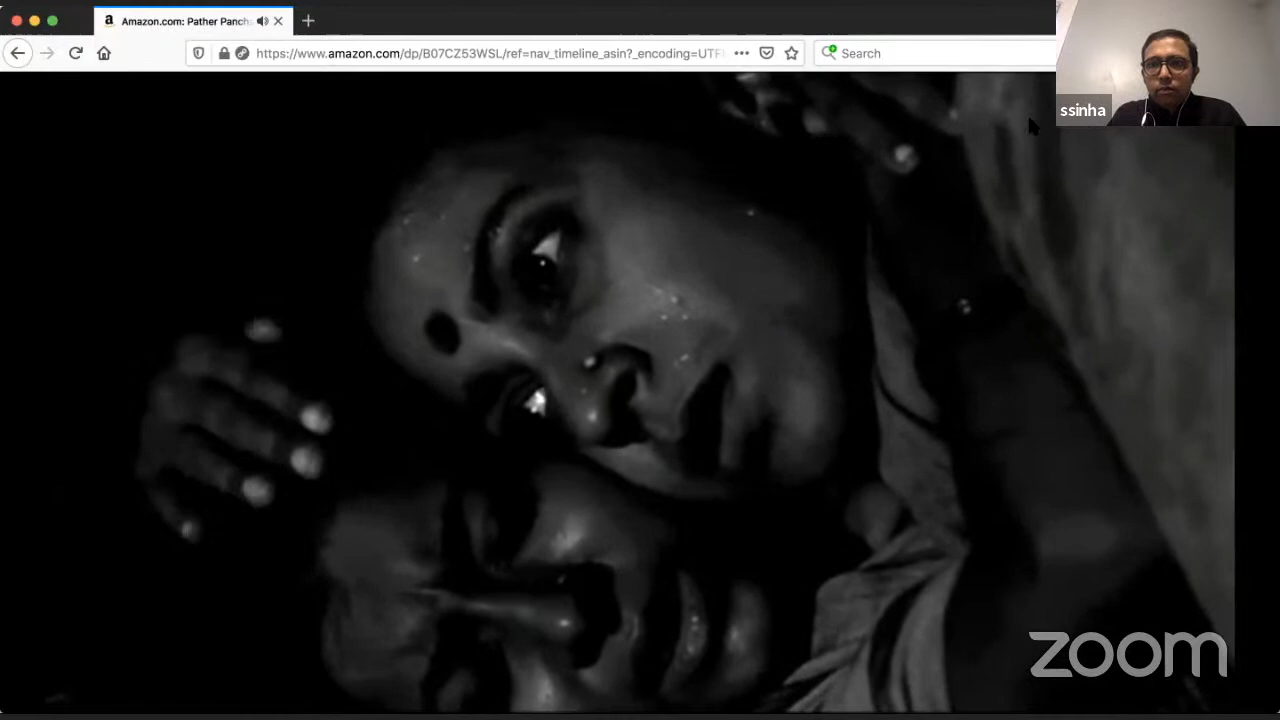 Amazon.com: Pather Panch
https://www.amazon.com/dp/B07CZ53WSL/ref=nav_timeline_asin?_encoding=UTF
Search
ssinha
zoom